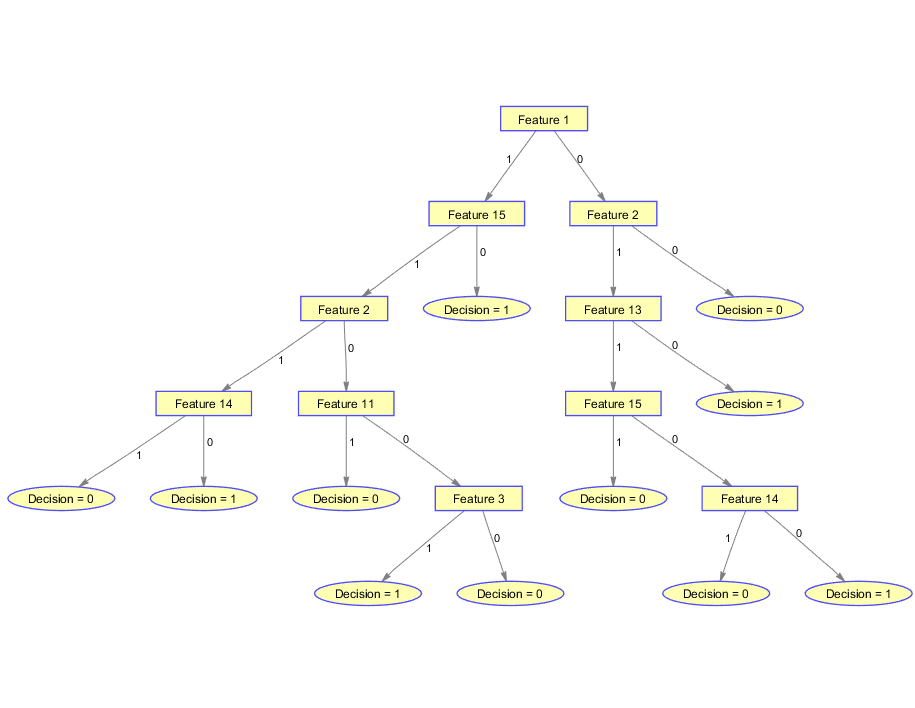 Feature 1
1
0
Feature 15
Feature 2
1
0
1
0
Feature 2
Decision = 1
Feature 13
Decision = 0
1
0
1
0
Feature 14
Feature 11
Feature 15
Decision = 1
1
0
1
0
1
0
Decision = 0
Decision = 1
Decision = 0
Feature 3
Decision = 0
Feature 14
1
0
1
0
Decision = 1
Decision = 0
Decision = 0
Decision = 1